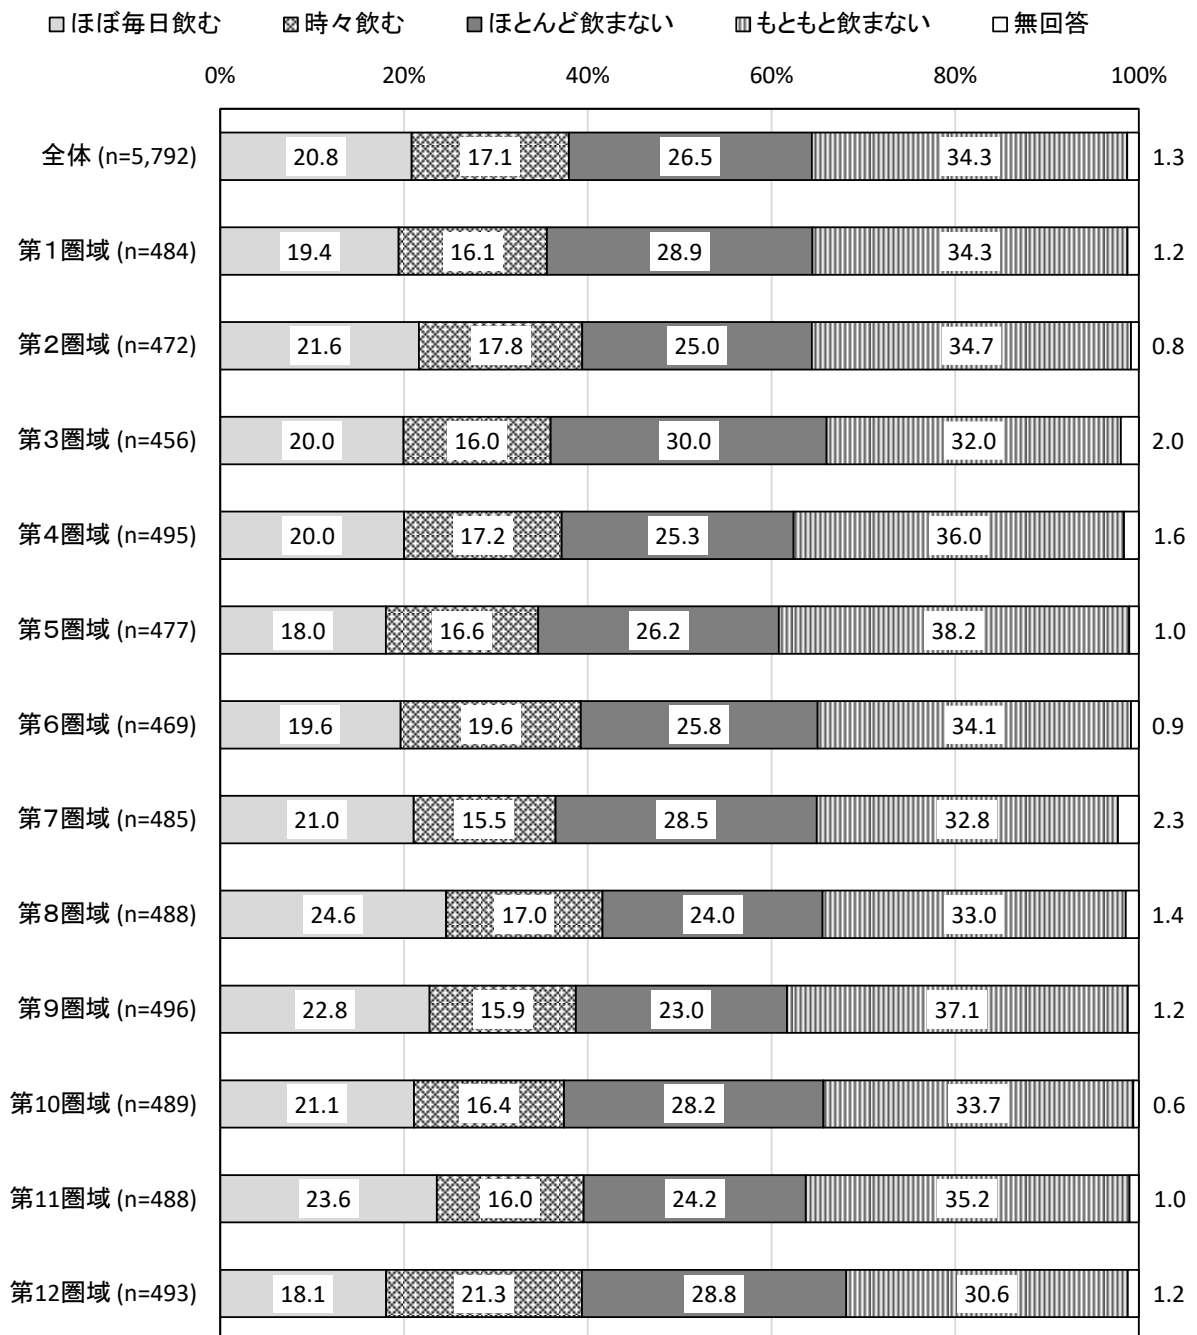 ほぼ毎日飲む 時々飲む ほとんど飲まない もともと飲まない 無回答
0% 20% 40% 60% 80% 100%
全体 (n=5,792) 20.8 17.1 26.5 34.3 1.3
第1圏域 (n=484) 19.4 16.1 28.9 34.3 1.2
第2圏域 (n=472) 21.6 17.8 25.0 34.7 0.8
第3圏域 (n=456) 20.0 16.0 30.0 32.0 2.0
第4圏域 (n=495) 20.0 17.2 25.3 36.0 1.6
第5圏域 (n=477) 18.0 16.6 26.2 38.2 1.0
第6圏域 (n=469) 19.6 19.6 25.8 34.1 0.9
第7圏域 (n=485) 21.0 15.5 28.5 32.8 2.3
第8圏域 (n=488) 24.6 17.0 24.0 33.0 1.4
第9圏域 (n=496) 22.8 15.9 23.0 37.1 1.2
第10圏域 (n=489) 21.1 16.4 28.2 33.7 0.6
第11圏域 (n=488) 23.6 16.0 24.2 35.2 1.0
第12圏域 (n=493) 18.1 21.3 28.8 30.6 1.2